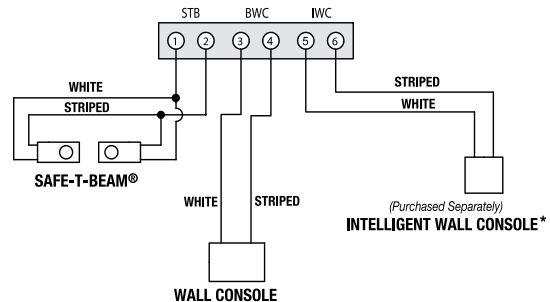 STB BWC IWC
1 2 3 4 5 6
WHITE
STRIPED
STRIPED
WHITE
SAFE-T-BEAM®
WHITE STRIPED
(Purchased Separately)
INTELLIGENT WALL CONSOLE*
WALL CONSOLE